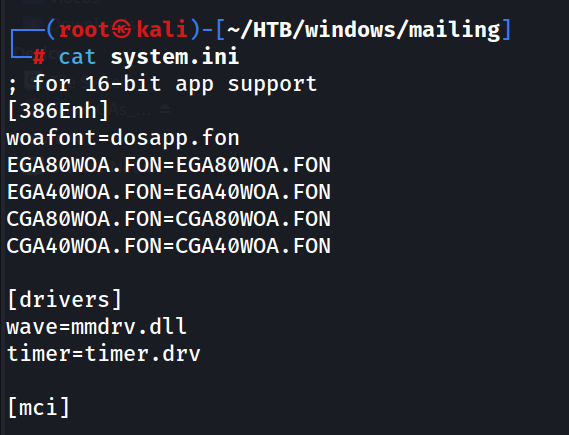 ┌──(root㉿kali)-[~/HTB/windows/mailing]
└─# cat system.ini
; for 16-bit app support
[386Enh]
woafont=dosapp.fon
EGA80WOA.FON=EGA80WOA.FON
EGA40WOA.FON=EGA40WOA.FON
CGA80WOA.FON=CGA80WOA.FON
CGA40WOA.FON=CGA40WOA.FON

[drivers]
wave=mmdrv.dll
timer=timer.drv

[mci]